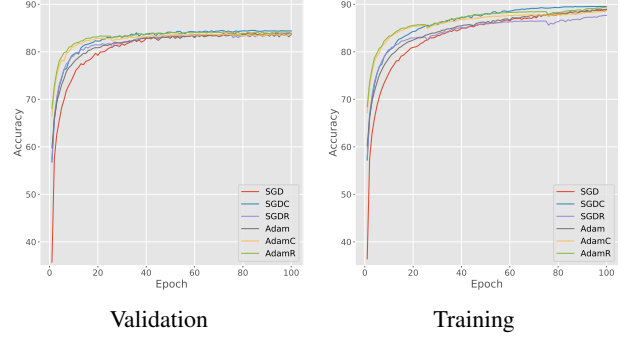 90
80
70
60
50
40
Accuracy
0
20
40
60
80
100
Epoch
SGD
SGDC
SGDR
Adam
AdamC
AdamR
Validation
90
80
70
60
50
40
Accuracy
0
20
40
60
80
100
Epoch
SGD
SGDC
SGDR
Adam
AdamC
AdamR
Training